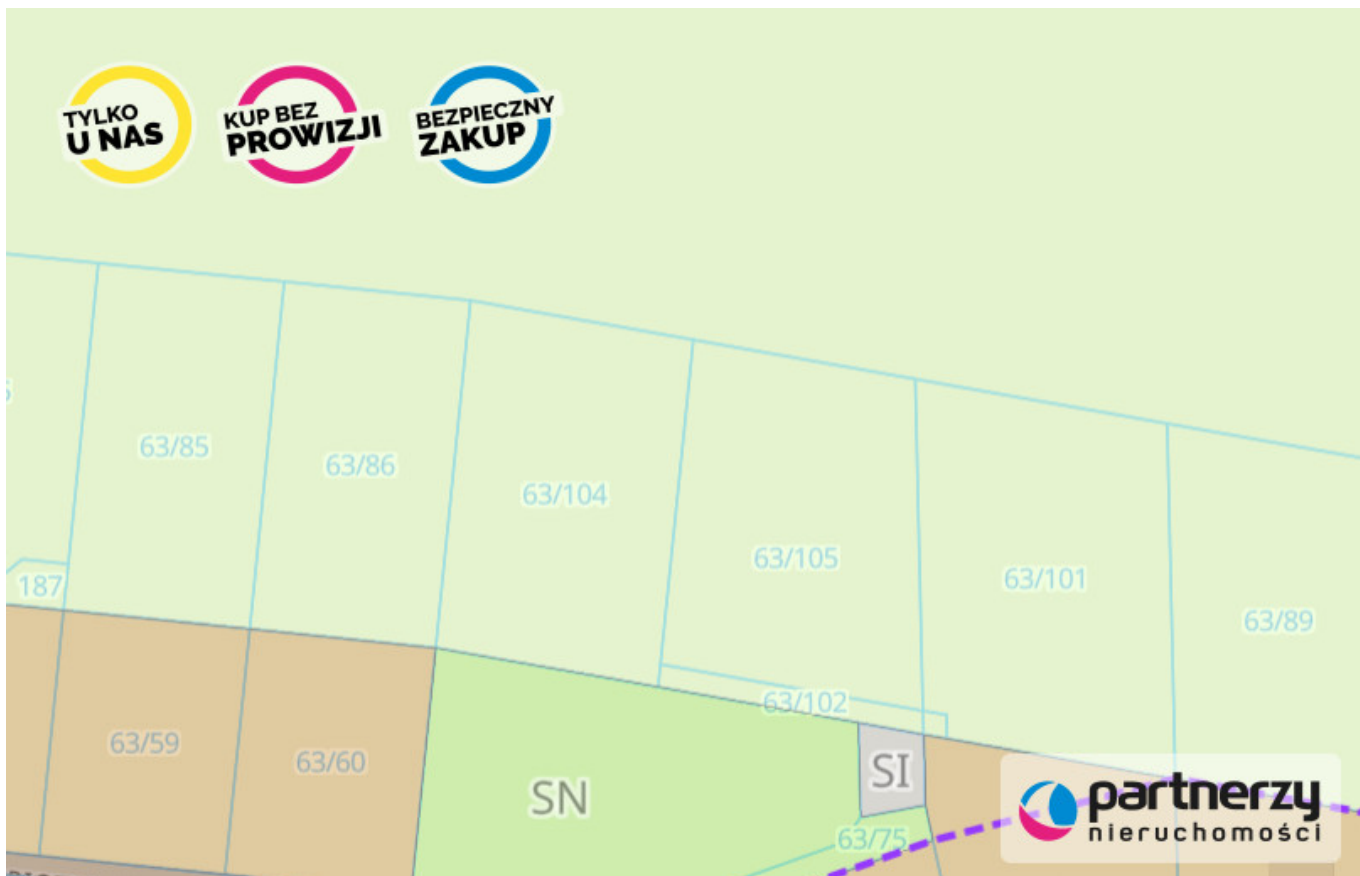 TYLKO
U NAS
KUP BEZ
PROWIZJI
BEZPIECZNY
ZAKUP
63/85
63/86
63/104
63/105
63/101
63/89
187
63/102
63/59
63/60
SN
SI
63/75
partnerzy
nieruchomości